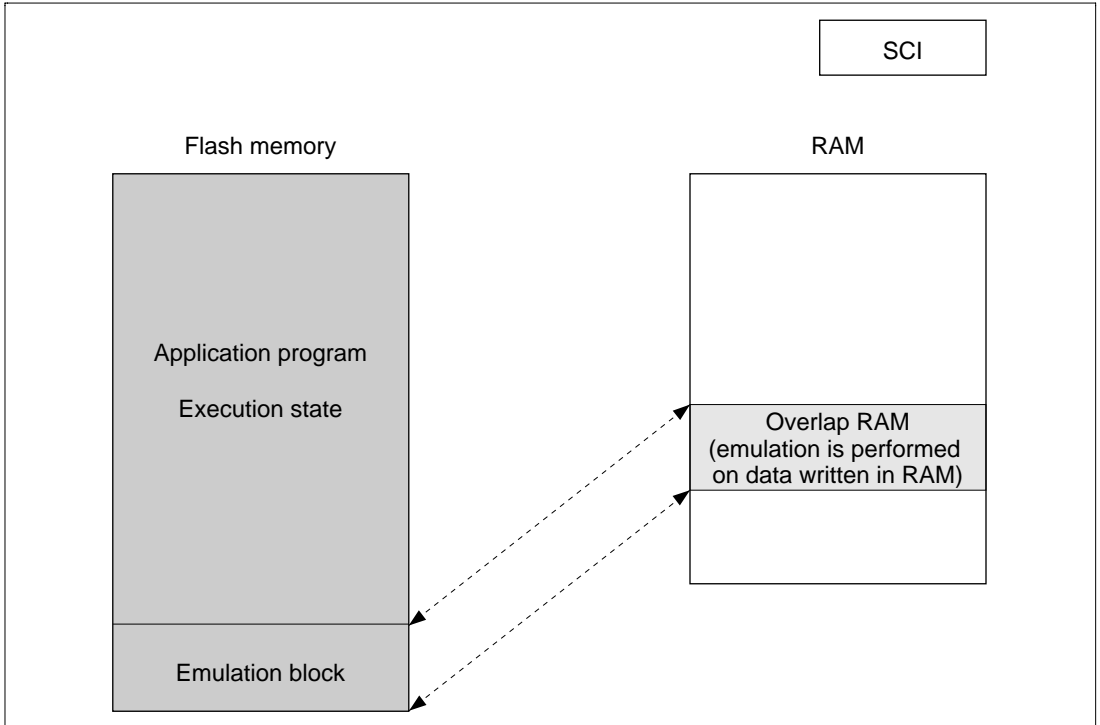 SCI
Flash memory
RAM
Application program
Execution state
Overlap RAM
(emulation is performed
on data written in RAM)
Emulation block